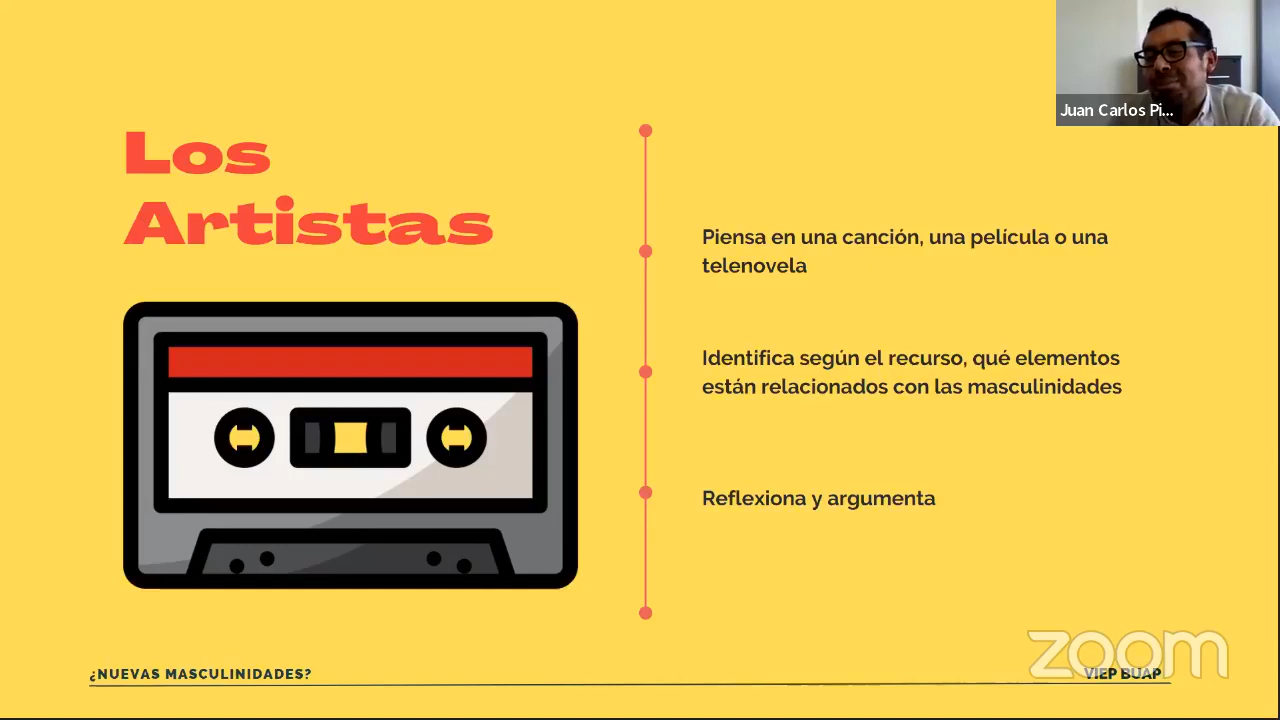 Juan Carlos Pi...
Los
Artistas
Piensa en una canción, una película o una
telenovela
Identifica según el recurso, qué elementos
están relacionados con las masculinidades
Reflexiona y argumenta
¿NUEVAS MASCULINIDADES?
VIEP BUAP
zoom